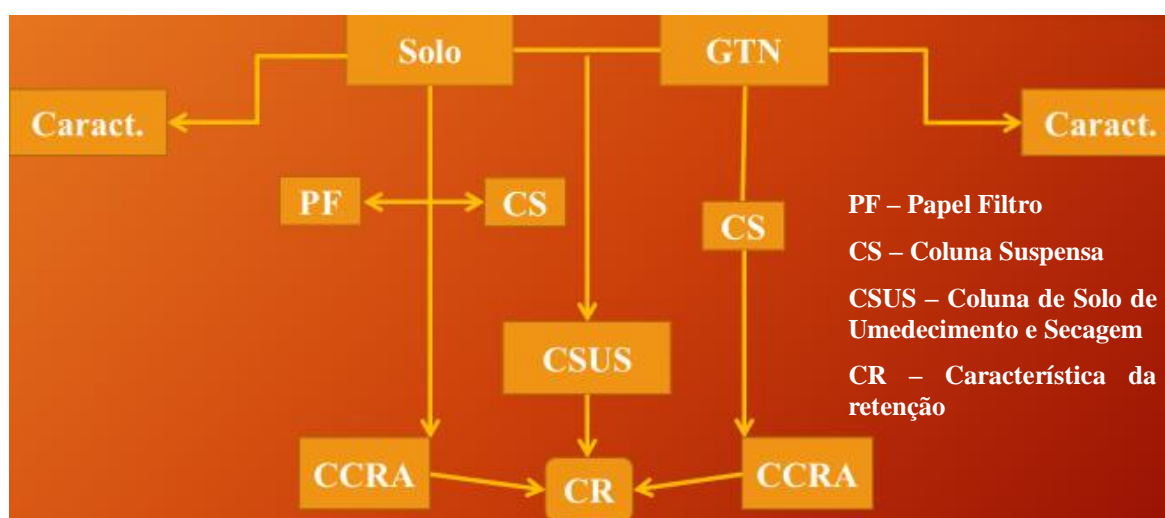 Solo
GTN
Caract.
Caract.
PF
CS
CS
CSUS
CCRA
CR
CCRA
PF – Papel Filtro
CS – Coluna Suspensa
CSUS – Coluna de Solo de
Umedecimento e Secagem
CR – Característica da
retenção